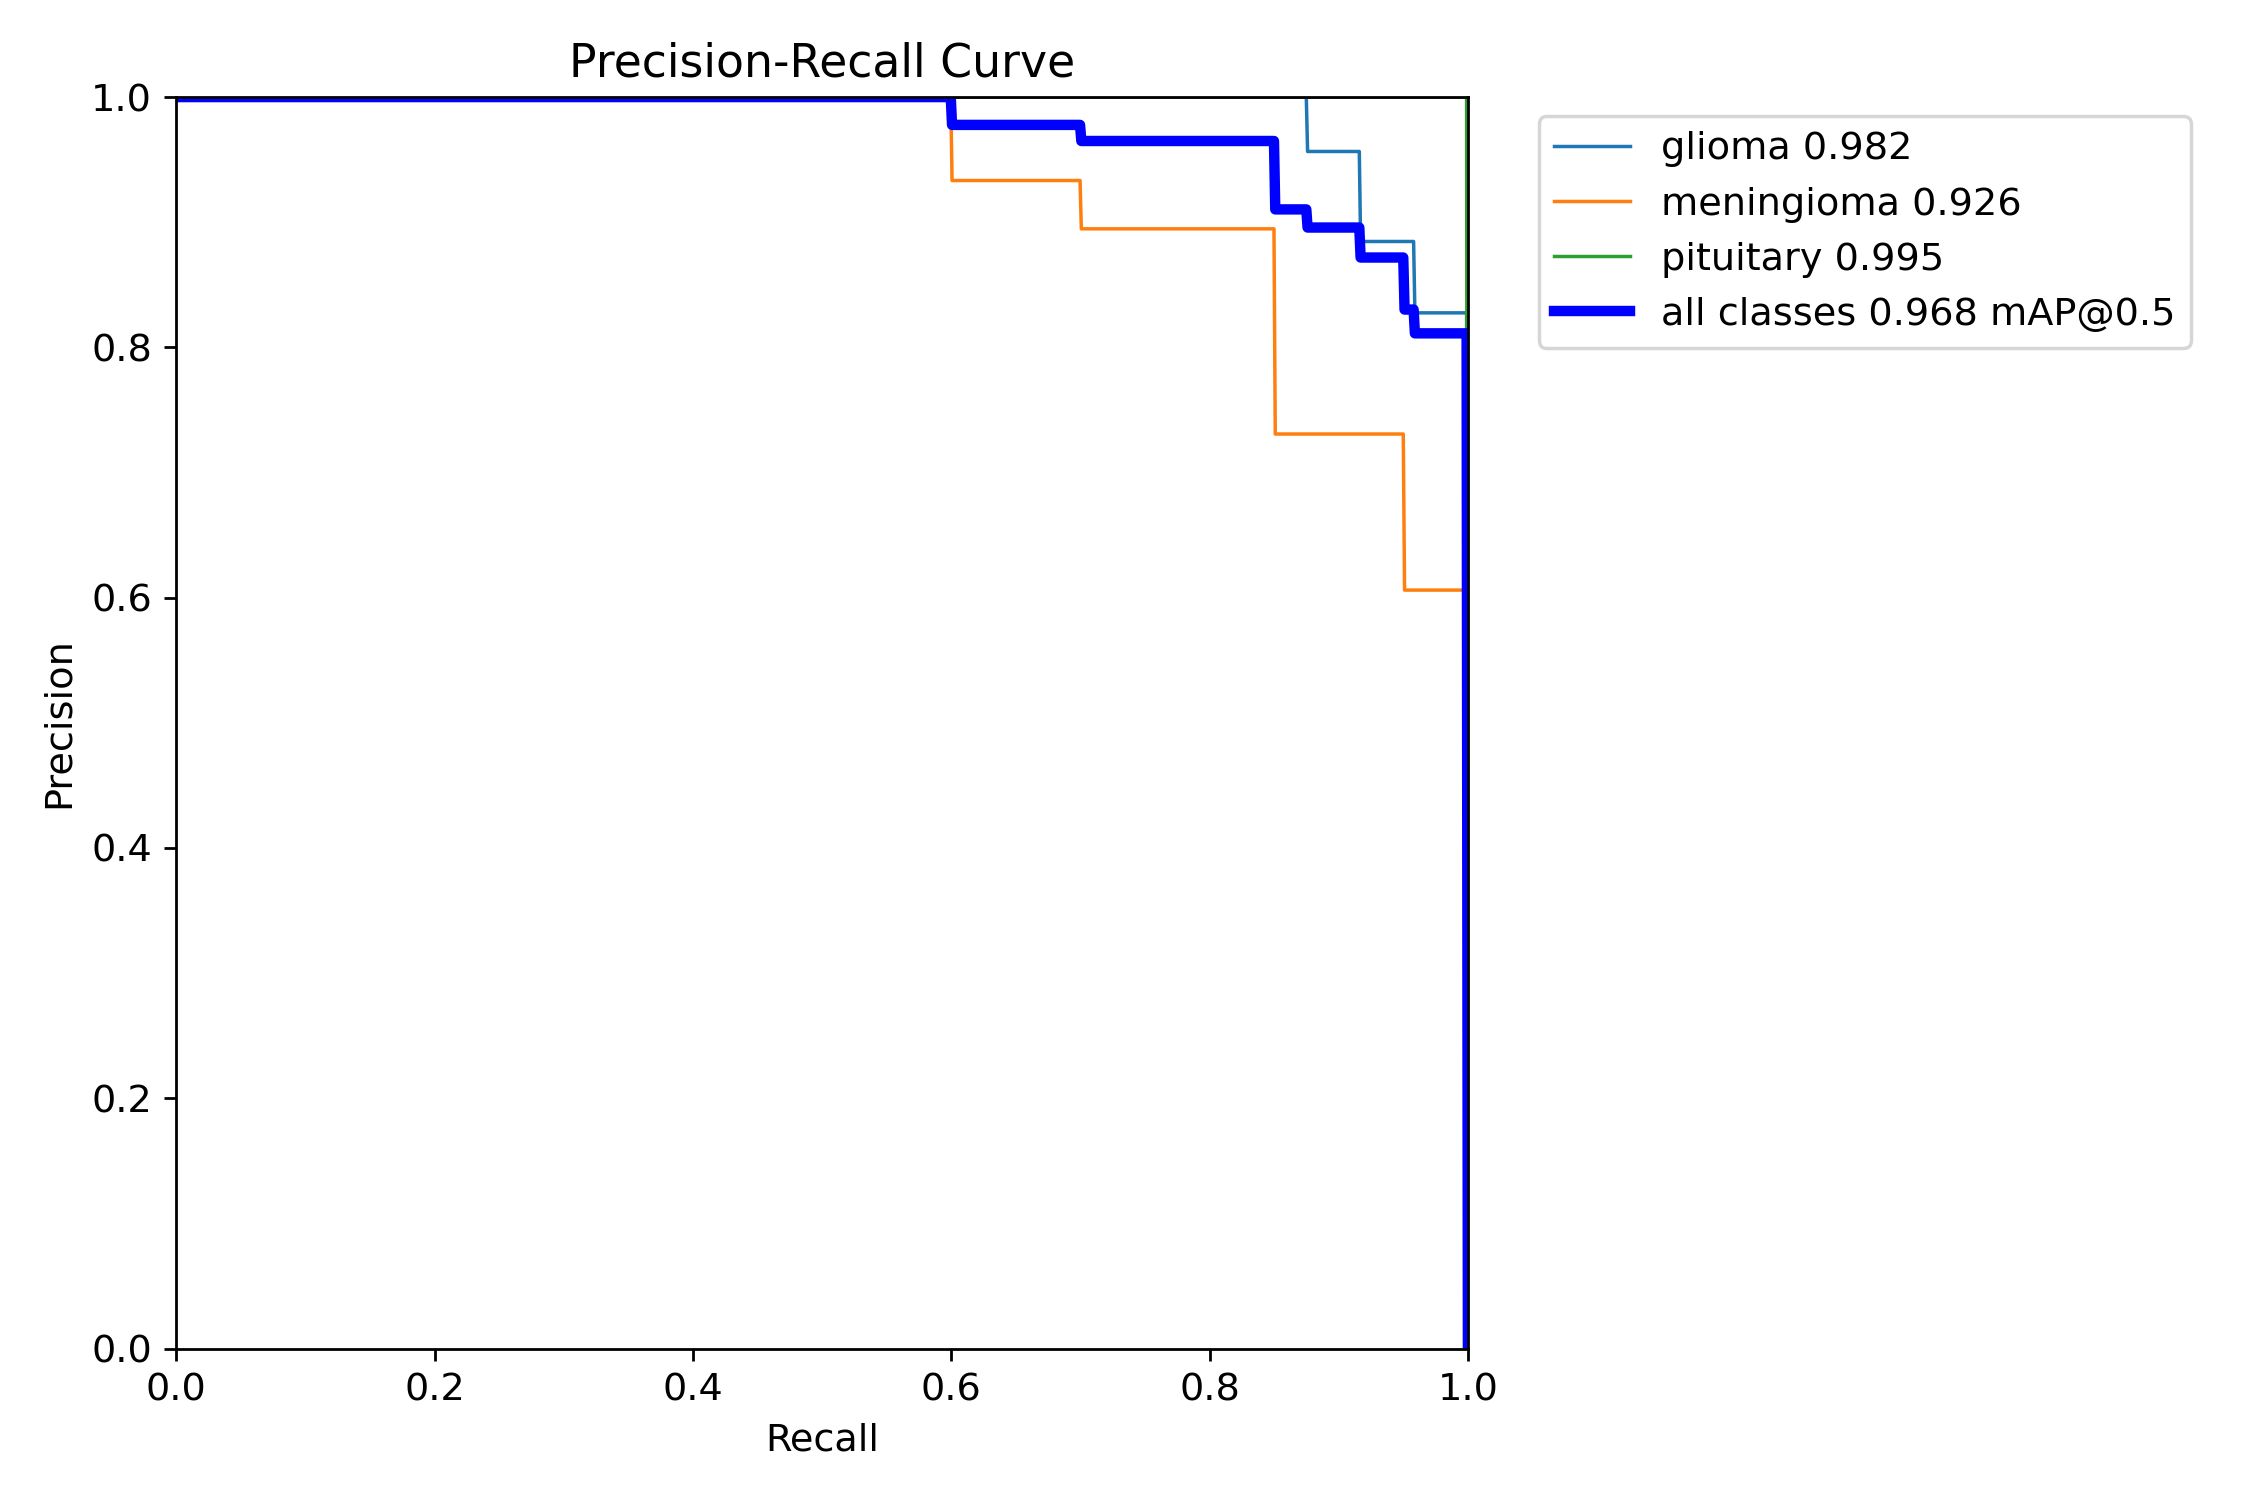 Precision-Recall Curve
1.0
0.8
0.6
0.4
0.2
0.0
Precision
0.0 0.2 0.4 0.6 0.8 1.0
Recall
glioma 0.982
meningioma 0.926
pituitary 0.995
all classes 0.968 mAP@0.5